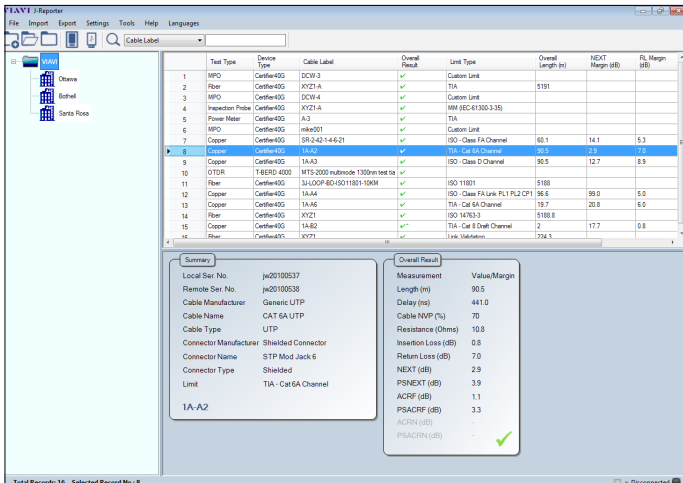 VIAVI J-Reporter
File Import Export Settings Tools Help Languages
Cable Label
VIAVI
Ottawa
Bothell
Santa Rosa
Test Type Device Type Cable Label Overall Result Limit Type Overall Length (m) NEXT Margin (dB) RL Margin (dB)
1 MPO Certifier40G DCW-3 Custom Limit
2 Fiber Certifier40G XYZ1-A TIA 5191
3 MPO Certifier40G DCW-4 Custom Limit
4 Inspection Probe Certifier40G XYZ1-A MM (IEC-61300-3-35)
5 Power Meter Certifier40G A-3 TIA
6 MPO Certifier40G mike001 Custom Limit
7 Copper Certifier40G SR-2-42-1-4-6-21 ISO - Class FA Channel 60.1 14.1 5.3
8 Copper Certifier40G 1A-A2 TIA - Cat 6A Channel 90.5 2.9 7.0
9 Copper Certifier40G 1A-A3 ISO - Class D Channel 90.5 12.7 8.9
10 OTDR T-BERD 4000 MTS-2000 multimode 1300nm test tia
11 Fiber Certifier40G 3J-LOOP-BD-ISO11801-10KM ISO 11801 5188
12 Copper Certifier40G 1A-A4 ISO - Class FA Link PL1 PL2 CP1 96.6 99.0 5.0
13 Copper Certifier40G 1A-A6 TIA - Cat 6A Channel 19.7 20.8 6.0
14 Fiber Certifier40G XYZ1 ISO 14763-3 5188.8
15 Copper Certifier40G 1A-B2 TIA - Cat 8 Draft Channel 2 17.7 0.8
16 Fiber Certifier40G XYZ1 Link Validation 224.3
Summary
Local Ser. No. jw20100537
Remote Ser. No. jw20100538
Cable Manufacturer Generic UTP
Cable Name CAT 6A UTP
Cable Type UTP
Connector Manufacturer Shielded Connector
Connector Name STP Mod Jack 6
Connector Type Shielded
Limit TIA - Cat 6A Channel
1A-A2
Overall Result
Measurement Value/Margin
Length (m) 90.5
Delay (ns) 441.0
Cable NVP (%) 70
Resistance (Ohms) 10.8
Insertion Loss (dB) 0.8
Return Loss (dB) 7.0
NEXT (dB) 2.9
PSNEXT (dB) 3.9
ACRF (dB) 1.1
PSACRF (dB) 3.3
ACRN (dB) -
PSACRN (dB) -
Total Records: 16 Selected Record No.: 8
Disconnected